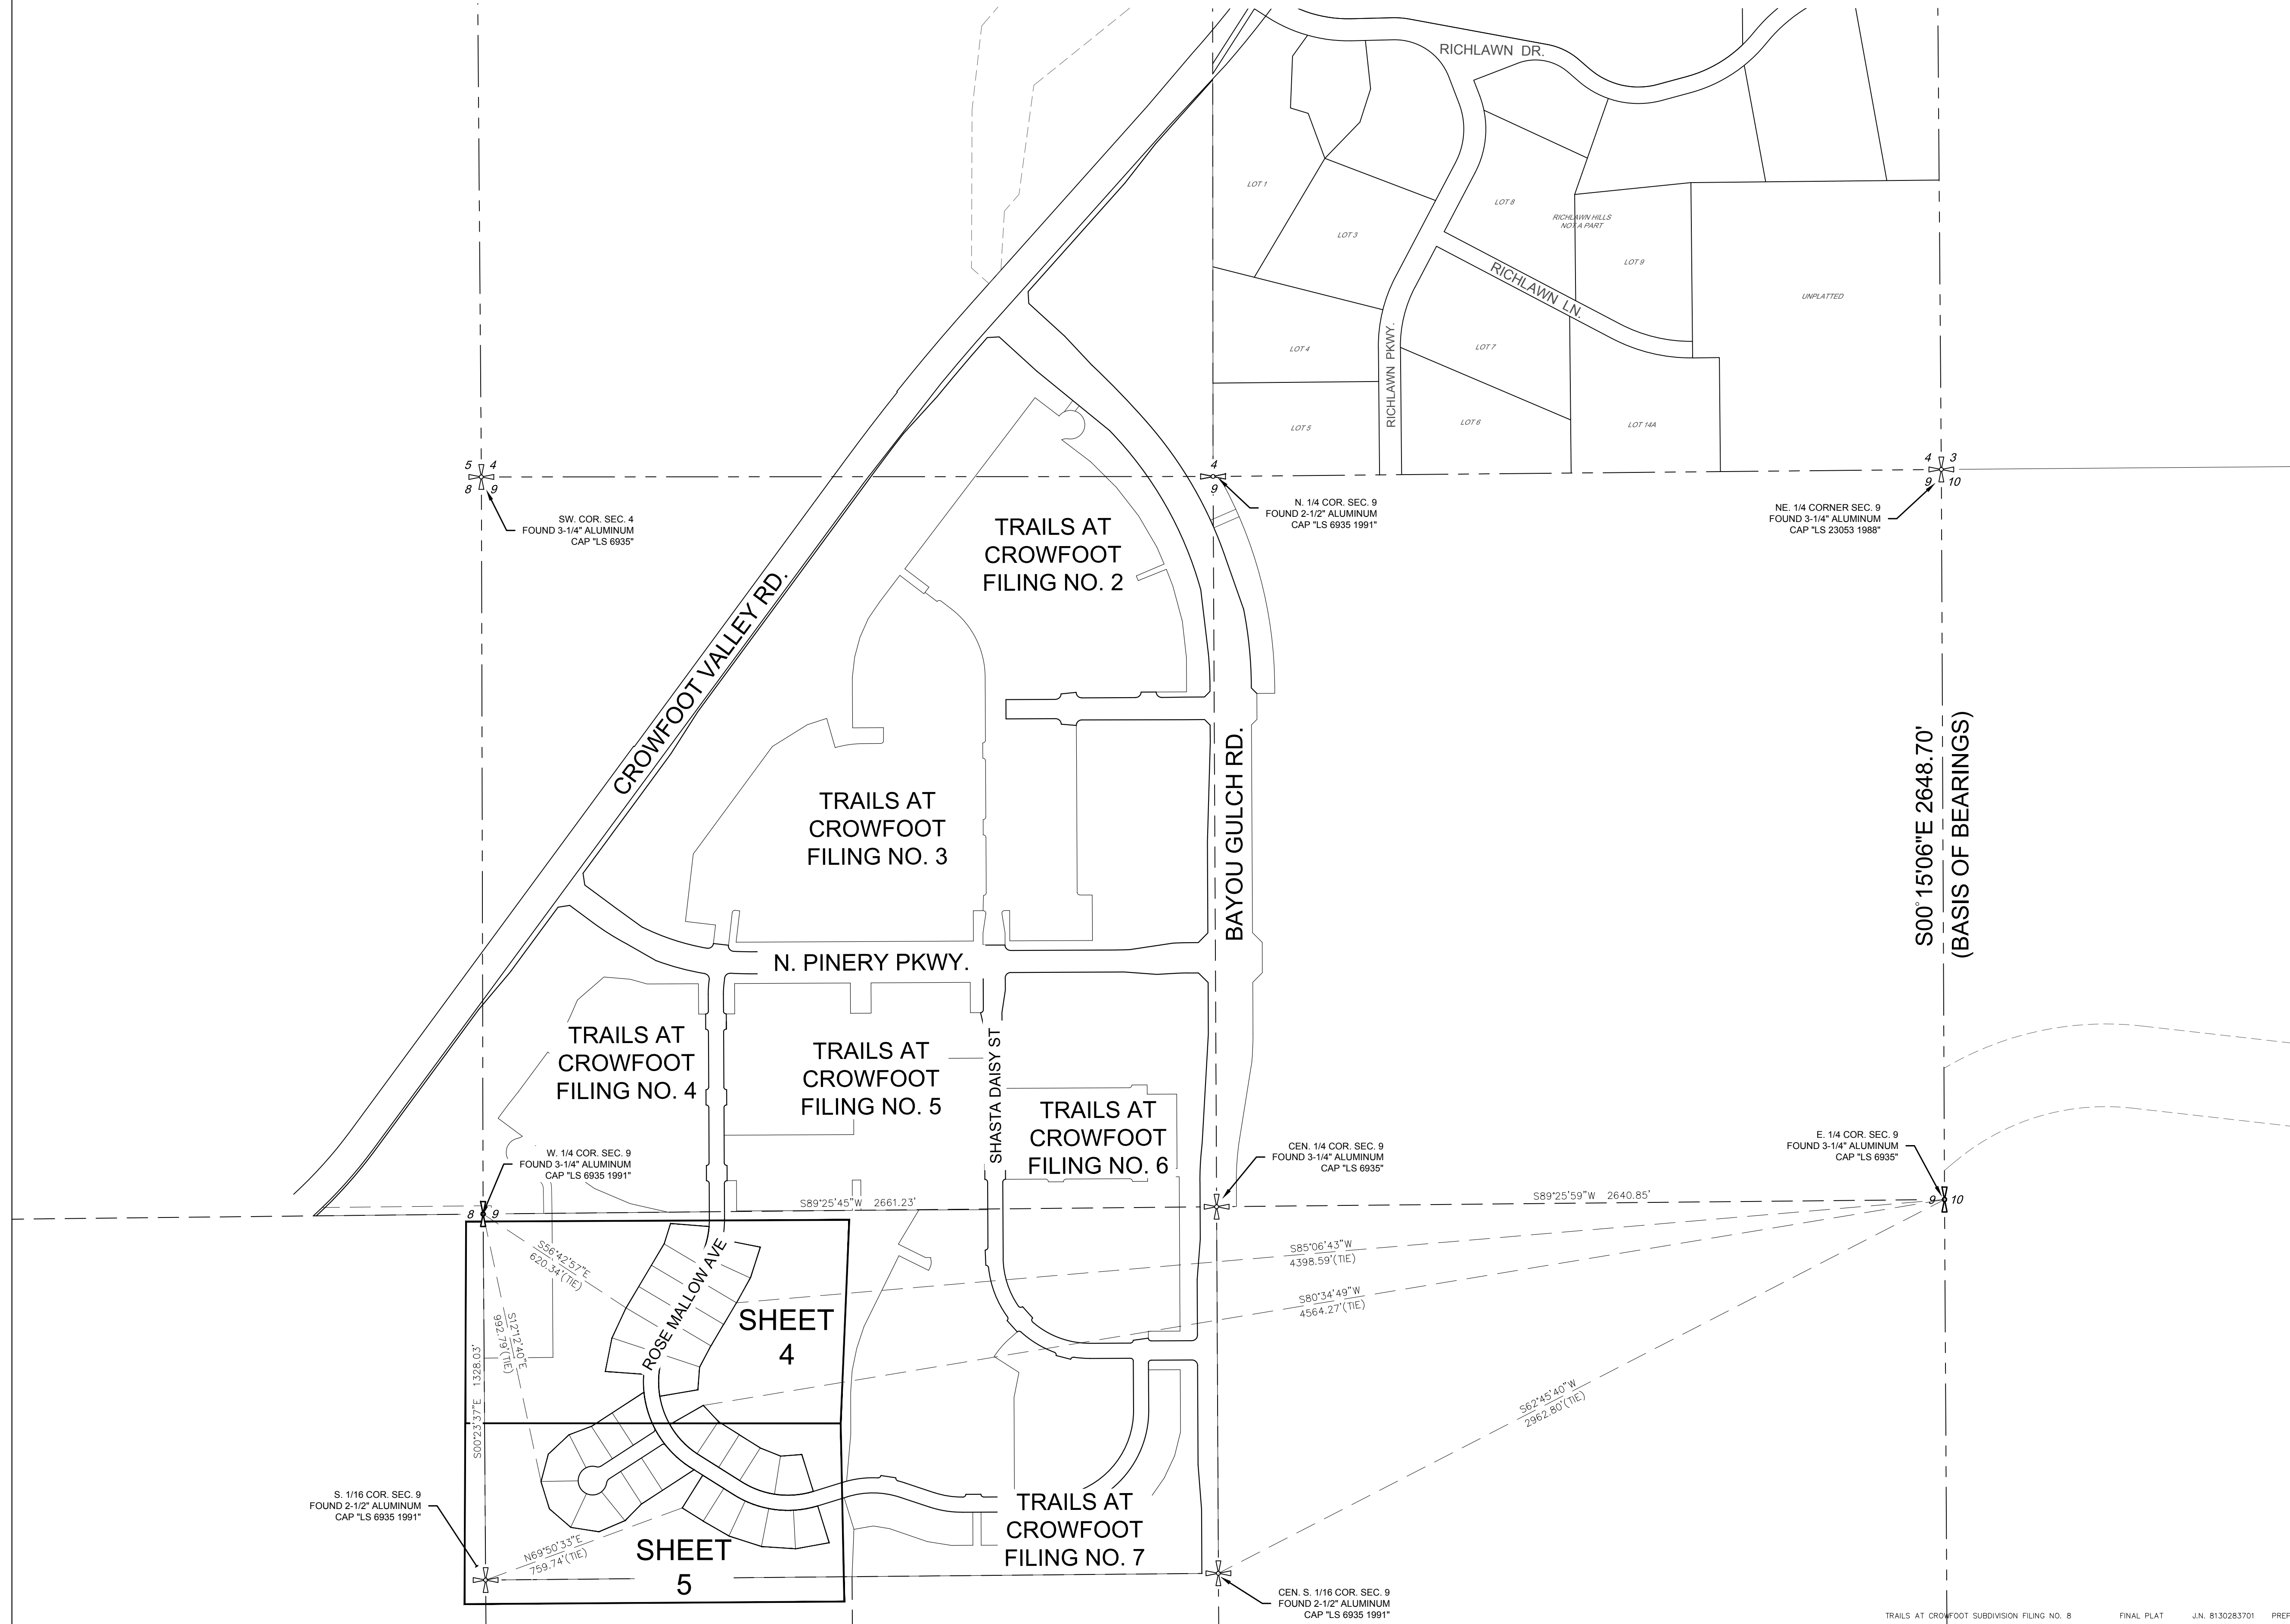 RICHLAWN DR.
LOT 1
LOT 8
RICHLAWN HILLS
NOT A PART
LOT 3
LOT 9
RICHLAWN LN.
UNPLATTED
LOT 4
LOT 7
RICHLAWN PKWY.
LOT 5
LOT 6
LOT 14A
5 4
8 9
4
9
4 3
9 10
SW. COR. SEC. 4
FOUND 3-1/4" ALUMINUM
CAP "LS 6935"
N. 1/4 COR. SEC. 9
FOUND 2-1/2" ALUMINUM
CAP "LS 6935 1991"
NE. 1/4 CORNER SEC. 9
FOUND 3-1/4" ALUMINUM
CAP "LS 23053 1988"
TRAILS AT
CROWFOOT
FILING NO. 2
CROWFOOT VALLEY RD.
TRAILS AT
CROWFOOT
FILING NO. 3
BAYOU GULCH RD.
S00°15'06"E 2648.70'
(BASIS OF BEARINGS)
N. PINERY PKWY.
TRAILS AT
CROWFOOT
FILING NO. 4
TRAILS AT
CROWFOOT
FILING NO. 5
SHASTA DAISY ST
TRAILS AT
CROWFOOT
FILING NO. 6
W. 1/4 COR. SEC. 9
FOUND 3-1/4" ALUMINUM
CAP "LS 6935 1991"
CEN. 1/4 COR. SEC. 9
FOUND 3-1/4" ALUMINUM
CAP "LS 6935"
E. 1/4 COR. SEC. 9
FOUND 3-1/4" ALUMINUM
CAP "LS 6935"
8 9
S89°25'45"W 2661.23'
S89°25'59"W 2640.85'
9 10
S56°42'57"E
620.34'(TIE)
S85°06'43"W
4398.59'(TIE)
S80°34'49"W
4564.27'(TIE)
S12°12'40"E
992.79'(TIE)
S00°23'37"E 1328.03'
ROSE MALLOW AVE
SHEET
4
S62°45'40"W
2962.80'(TIE)
S. 1/16 COR. SEC. 9
FOUND 2-1/2" ALUMINUM
CAP "LS 6935 1991"
N69°50'33"E
759.74'(TIE)
SHEET
5
TRAILS AT
CROWFOOT
FILING NO. 7
CEN. S. 1/16 COR. SEC. 9
FOUND 2-1/2" ALUMINUM
CAP "LS 6935 1991"
TRAILS AT CROWFOOT SUBDIVISION FILING NO. 8 FINAL PLAT J.N. 8130283701